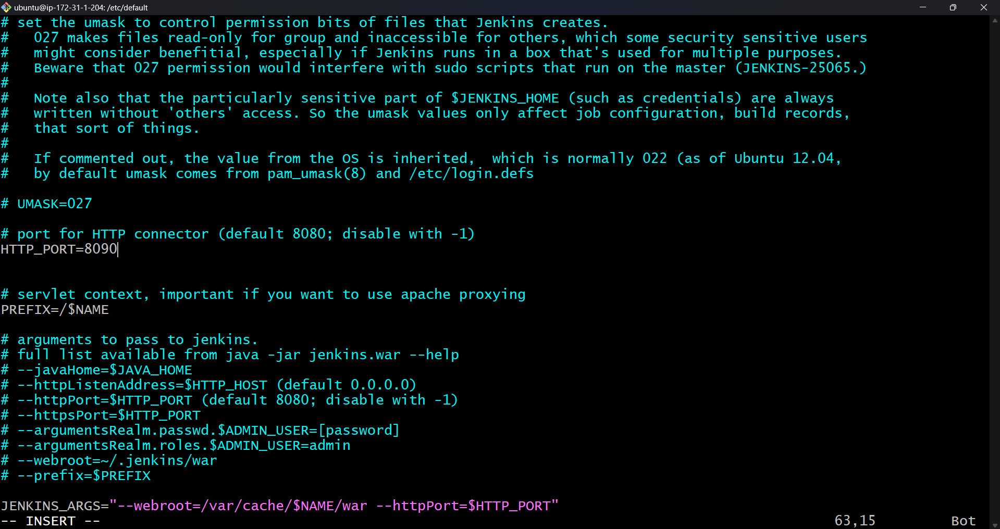 ubuntu@ip-172-31-1-204: /etc/default
# set the umask to control permission bits of files that Jenkins creates.
#   027 makes files read-only for group and inaccessible for others, which some security sensitive users
#   might consider benefitial, especially if Jenkins runs in a box that's used for multiple purposes.
#   Beware that 027 permission would interfere with sudo scripts that run on the master (JENKINS-25065.)
#
#   Note also that the particularly sensitive part of $JENKINS_HOME (such as credentials) are always
#   written without 'others' access. So the umask values only affect job configuration, build records,
#   that sort of things.
#
#   If commented out, the value from the OS is inherited,  which is normally 022 (as of Ubuntu 12.04,
#   by default umask comes from pam_umask(8) and /etc/login.defs
# UMASK=027
# port for HTTP connector (default 8080; disable with -1)
HTTP_PORT=8090
# servlet context, important if you want to use apache proxying
PREFIX=/$NAME
# arguments to pass to jenkins.
# full list available from java -jar jenkins.war --help
# --javaHome=$JAVA_HOME
# --httpListenAddress=$HTTP_HOST (default 0.0.0.0)
# --httpPort=$HTTP_PORT (default 8080; disable with -1)
# --httpsPort=$HTTP_PORT
# --argumentsRealm.passwd.$ADMIN_USER=[password]
# --argumentsRealm.roles.$ADMIN_USER=admin
# --webroot=~/.jenkins/war
# --prefix=$PREFIX
JENKINS_ARGS="--webroot=/var/cache/$NAME/war --httpPort=$HTTP_PORT"
-- INSERT -- 63,15 Bot